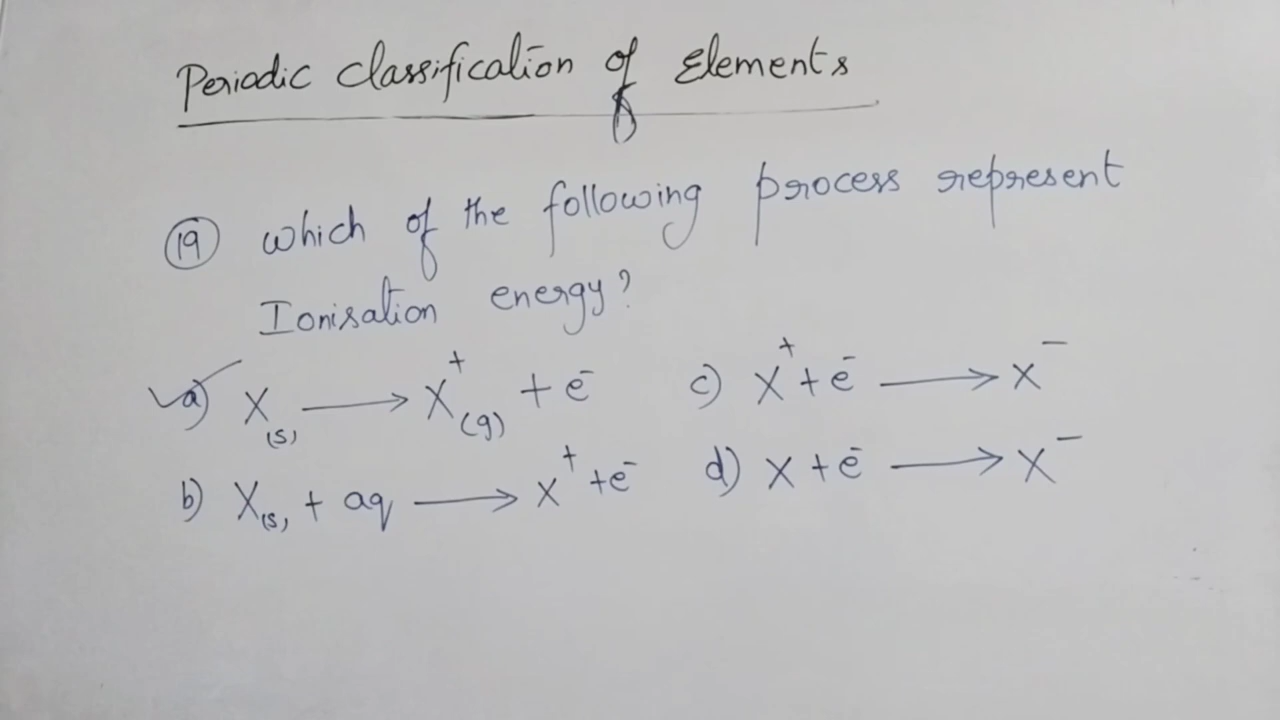 Periodic classification of Elements
(19) which of the following process represent
Ionisation energy?
a) X(s) ⟶ X⁺(g) + e⁻
c) X⁺ + e⁻ ⟶ X⁻
b) X(s) + aq ⟶ X⁺ + e⁻
d) X + e⁻ ⟶ X⁻